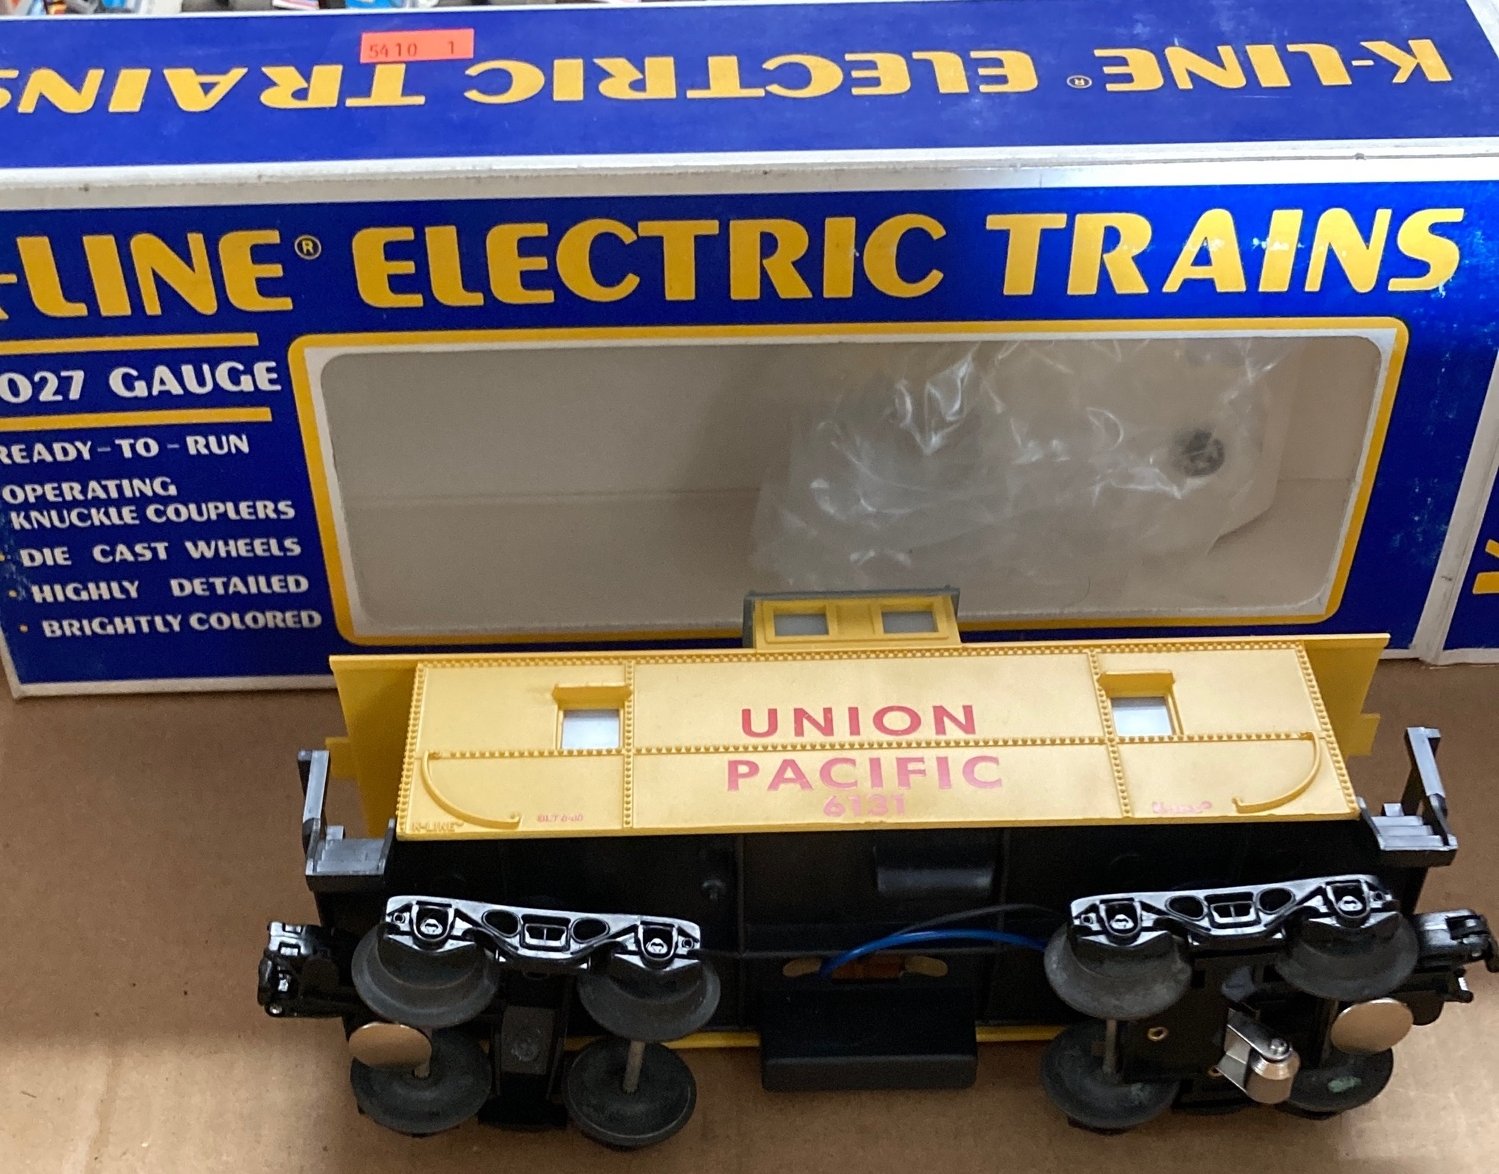 5410 1
K-LINE® ELECTRIC TRAINS
-LINE® ELECTRIC TRAINS
027 GAUGE
READY-TO-RUN
OPERATING
KNUCKLE COUPLERS
• DIE CAST WHEELS
• HIGHLY DETAILED
• BRIGHTLY COLORED
UNION
PACIFIC
6131
K-LINE®
BLT